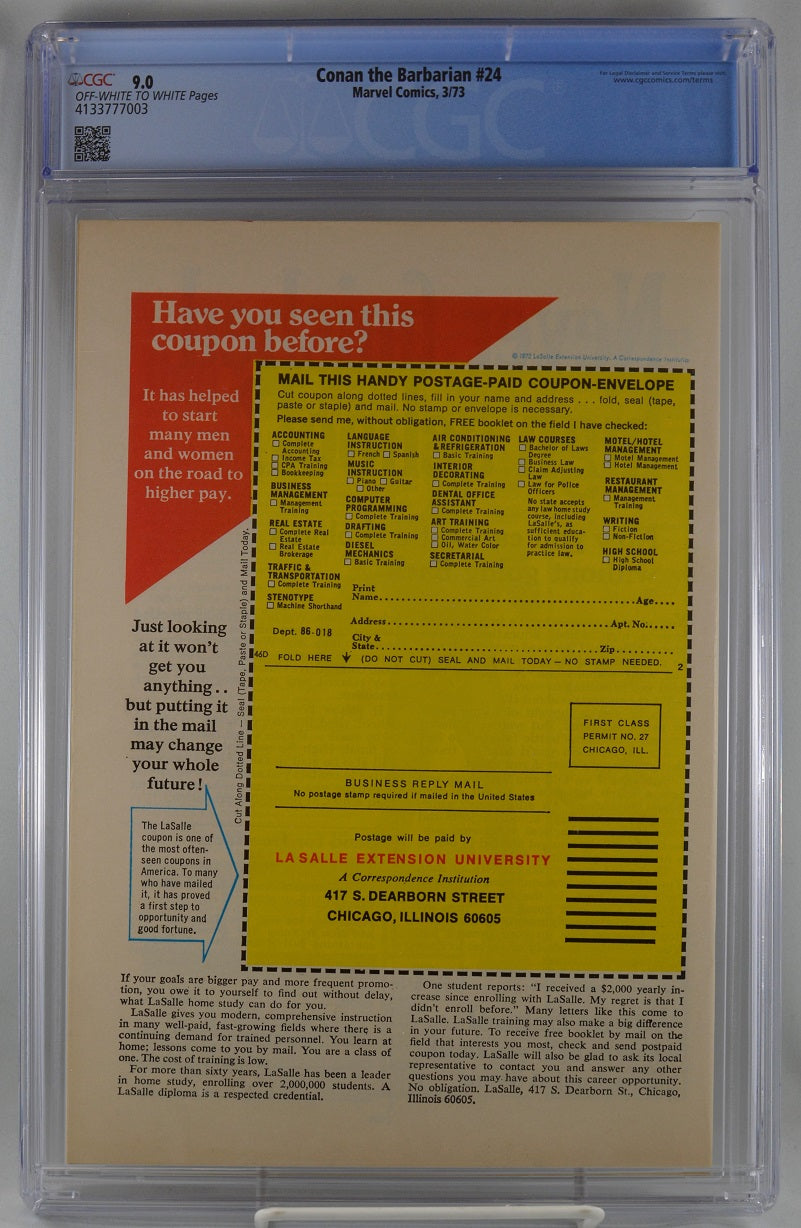 CGC 9.0
OFF-WHITE TO WHITE Pages
4133777003
Conan the Barbarian #24
Marvel Comics, 3/73
For Legal Disclaimer and Service Terms please visit
www.cgccomics.com/terms
Have you seen this
coupon before?
© 1970 LaSalle Extension University, A Correspondence Institution
It has helped
to start
many men
and women
on the road to
higher pay.
Just looking
at it won't
get you
anything..
but putting it
in the mail
may change
your whole
future!
The LaSalle
coupon is one of
the most often-
seen coupons in
America. To many
who have mailed
it, it has proved
a first step to
opportunity and
good fortune.
Cut Along Dotted Line — Seal (Tape, Paste or Staple) and Mail Today.
MAIL THIS HANDY POSTAGE-PAID COUPON-ENVELOPE
Cut coupon along dotted lines, fill in your name and address . . . fold, seal (tape,
paste or staple) and mail. No stamp or envelope is necessary.
Please send me, without obligation, FREE booklet on the field I have checked:
ACCOUNTING
Complete
Accounting
Income Tax
CPA Training
Bookkeeping
BUSINESS
MANAGEMENT
Management
Training
REAL ESTATE
Complete Real
Estate
Real Estate
Brokerage
TRAFFIC &
TRANSPORTATION
Complete Training
STENOTYPE
Machine Shorthand
LANGUAGE
INSTRUCTION
French Spanish
MUSIC
INSTRUCTION
Piano Guitar
Other
COMPUTER
PROGRAMMING
Complete Training
DRAFTING
Complete Training
DIESEL
MECHANICS
Basic Training
AIR CONDITIONING
& REFRIGERATION
Basic Training
INTERIOR
DECORATING
Complete Training
DENTAL OFFICE
ASSISTANT
Complete Training
ART TRAINING
Complete Training
Commercial Art
Oil, Water Color
SECRETARIAL
Complete Training
LAW COURSES
Bachelor of Laws
Degree
Business Law
Claim Adjusting
Law
Law for Police
Officers
No state accepts
any law home study
course, including
LaSalle's, as
sufficient educa-
tion to qualify
for admission to
practice law.
MOTEL/HOTEL
MANAGEMENT
Motel Management
Hotel Management
RESTAURANT
MANAGEMENT
Management
Training
WRITING
Fiction
Non-Fiction
HIGH SCHOOL
High School
Diploma
Print
Name Age
Address Apt. No.
Dept. 86-018
City &
State Zip
46D FOLD HERE (DO NOT CUT) SEAL AND MAIL TODAY — NO STAMP NEEDED. 2
FIRST CLASS
PERMIT NO. 27
CHICAGO, ILL.
BUSINESS REPLY MAIL
No postage stamp required if mailed in the United States
Postage will be paid by
LA SALLE EXTENSION UNIVERSITY
A Correspondence Institution
417 S. DEARBORN STREET
CHICAGO, ILLINOIS 60605
If your goals are bigger pay and more frequent promo-
tion, you owe it to yourself to find out without delay,
what LaSalle home study can do for you.
LaSalle gives you modern, comprehensive instruction
in many well-paid, fast-growing fields where there is a
continuing demand for trained personnel. You learn at
home; lessons come to you by mail. You are a class of
one. The cost of training is low.
For more than sixty years, LaSalle has been a leader
in home study, enrolling over 2,000,000 students. A
LaSalle diploma is a respected credential.
One student reports: "I received a $2,000 yearly in-
crease since enrolling with LaSalle. My regret is that I
didn't enroll before." Many letters like this come to
LaSalle. LaSalle training may also make a big difference
in your future. To receive free booklet by mail on the
field that interests you most, check and send postpaid
coupon today. LaSalle will also be glad to ask its local
representative to contact you and answer any other
questions you may have about this career opportunity.
No obligation. LaSalle, 417 S. Dearborn St., Chicago,
Illinois 60605.